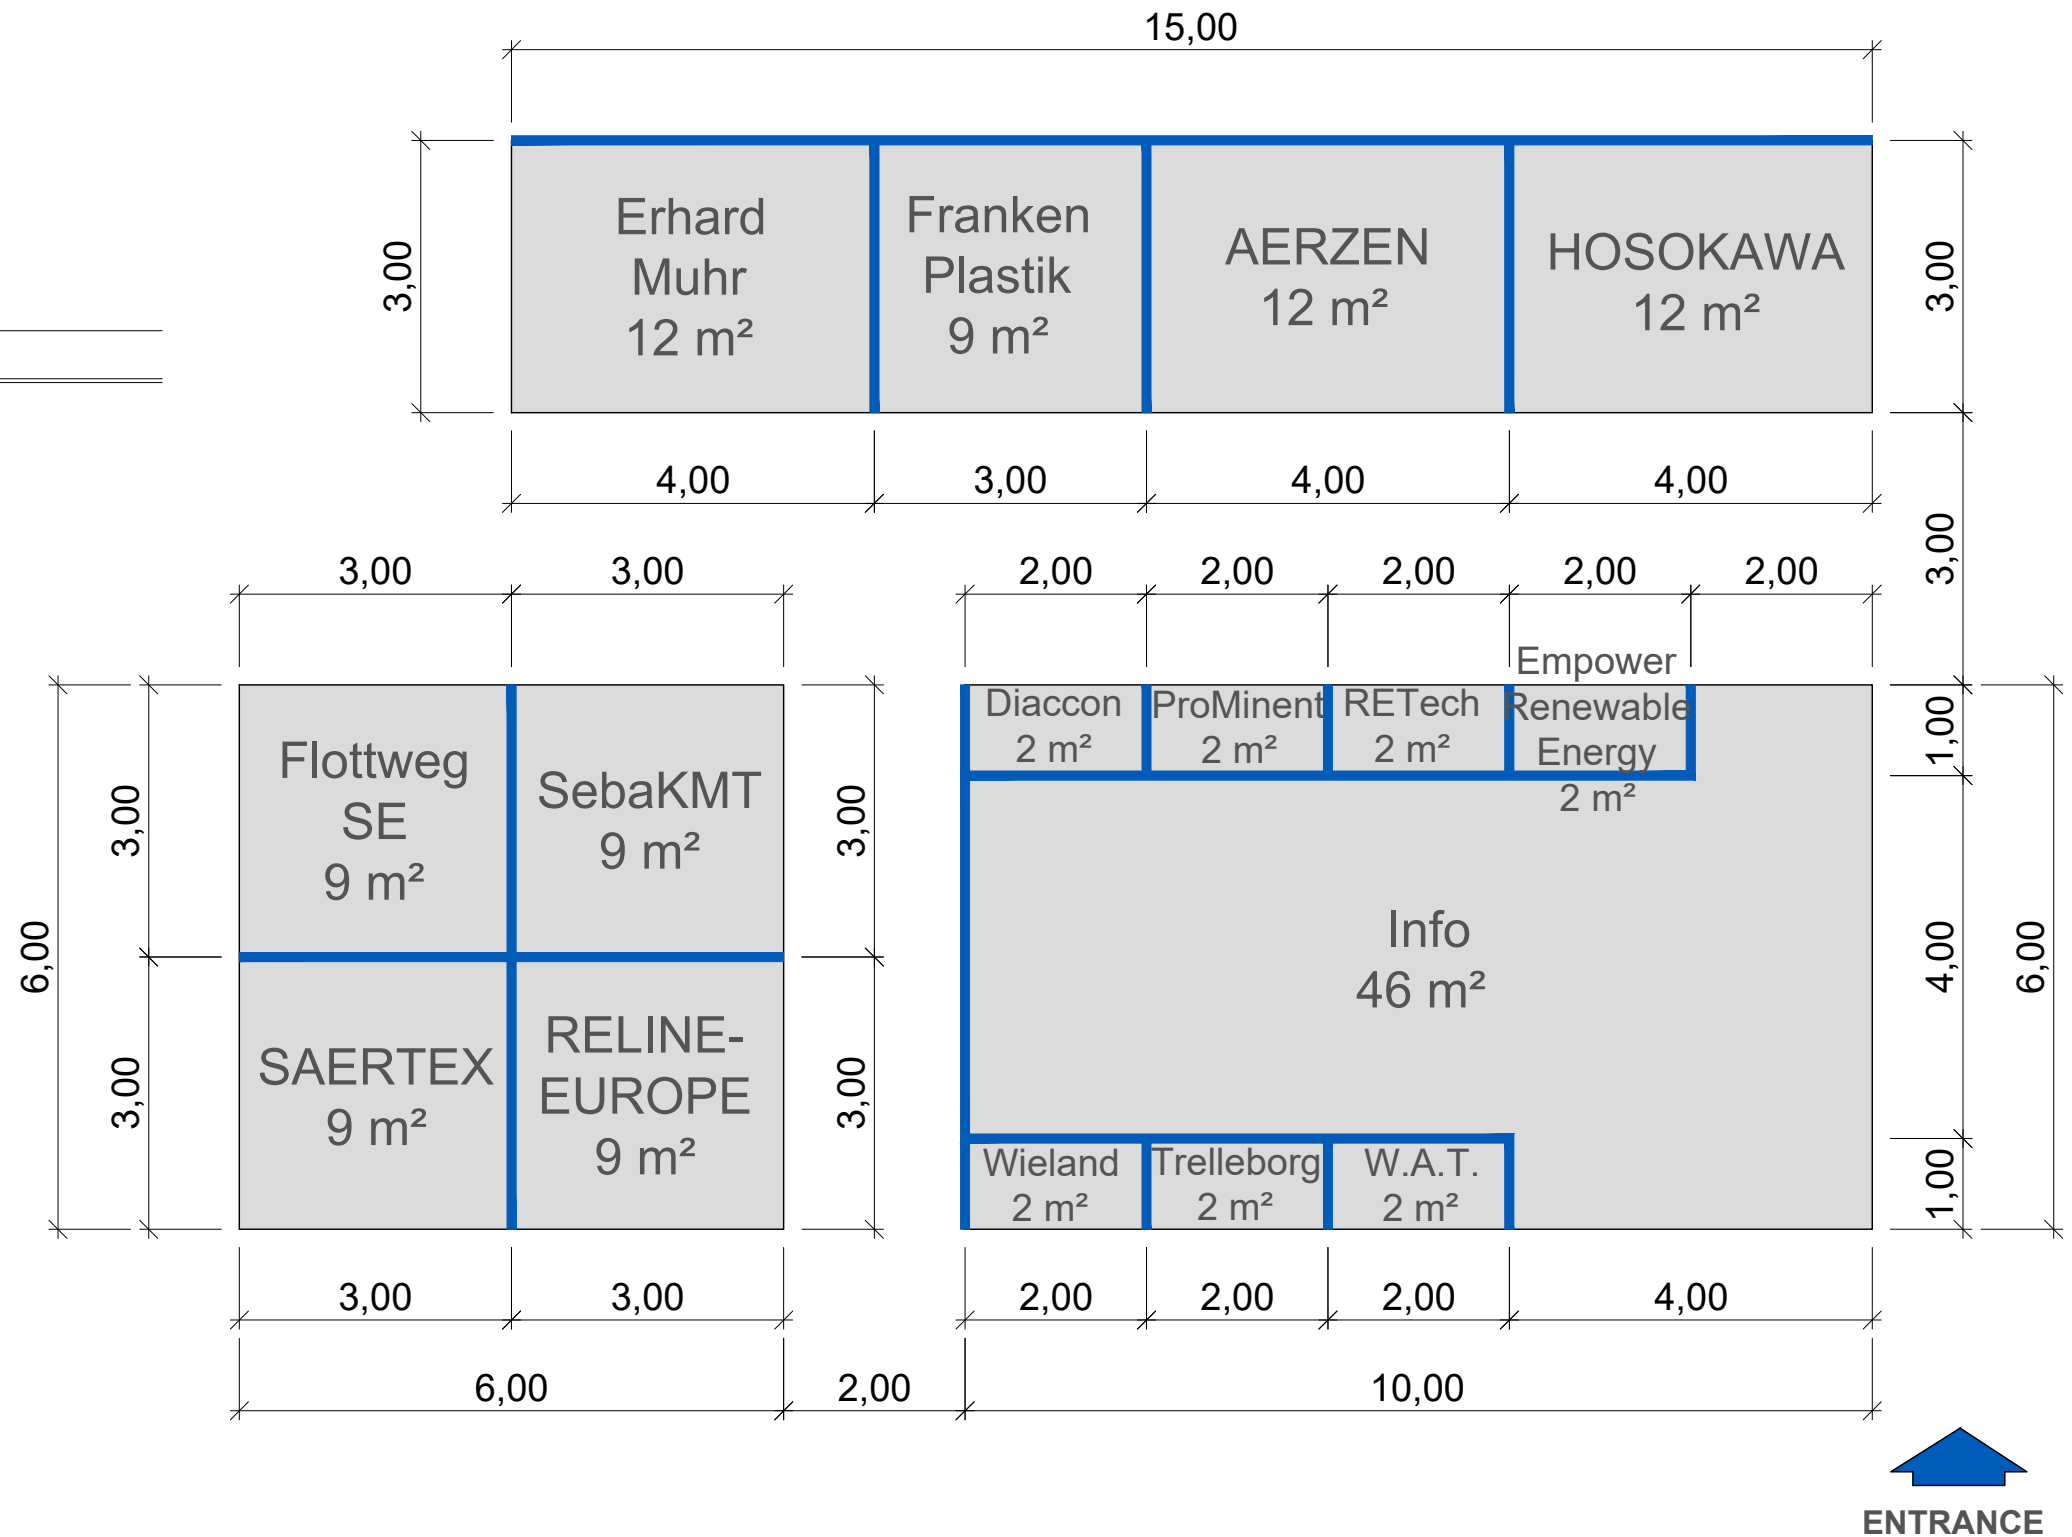 15,00
3,00
Erhard
Muhr
12 m²
Franken
Plastik
9 m²
AERZEN
12 m²
HOSOKAWA
12 m²
3,00
4,00
3,00
4,00
4,00
3,00
3,00
3,00
2,00
2,00
2,00
2,00
2,00
6,00
3,00
3,00
Flottweg
SE
9 m²
SebaKMT
9 m²
SAERTEX
9 m²
RELINE-
EUROPE
9 m²
3,00
3,00
Diaccon
2 m²
ProMinent
2 m²
RETech
2 m²
Empower
Renewable
Energy
2 m²
Info
46 m²
Wieland
2 m²
Trelleborg
2 m²
W.A.T.
2 m²
1,00
4,00
1,00
6,00
3,00
3,00
2,00
2,00
2,00
4,00
6,00
2,00
10,00
ENTRANCE